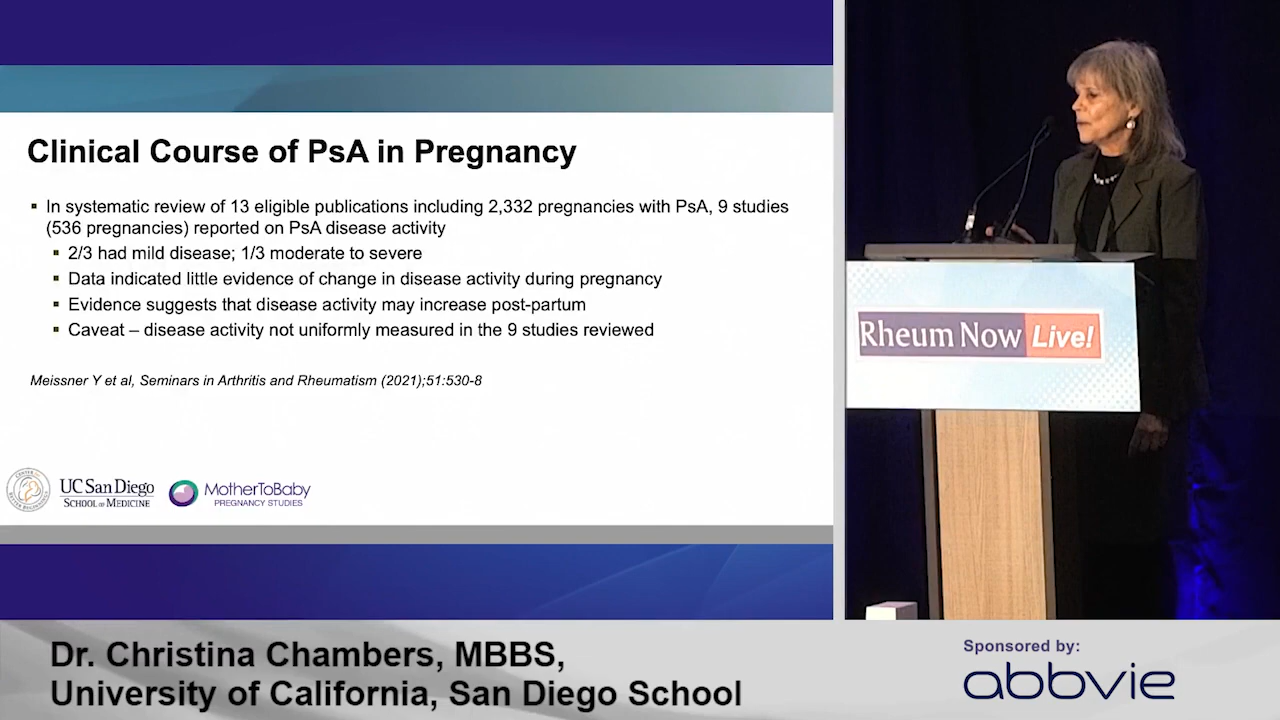 Clinical Course of PsA in Pregnancy
▪ In systematic review of 13 eligible publications including 2,332 pregnancies with PsA, 9 studies
(536 pregnancies) reported on PsA disease activity
▪ 2/3 had mild disease; 1/3 moderate to severe
▪ Data indicated little evidence of change in disease activity during pregnancy
▪ Evidence suggests that disease activity may increase post-partum
▪ Caveat – disease activity not uniformly measured in the 9 studies reviewed
Meissner Y et al, Seminars in Arthritis and Rheumatism (2021);51:530-8
UC San Diego
SCHOOL OF MEDICINE
MotherToBaby
PREGNANCY STUDIES
Rheum Now Live!
Dr. Christina Chambers, MBBS,
University of California, San Diego School
Sponsored by:
abbvie